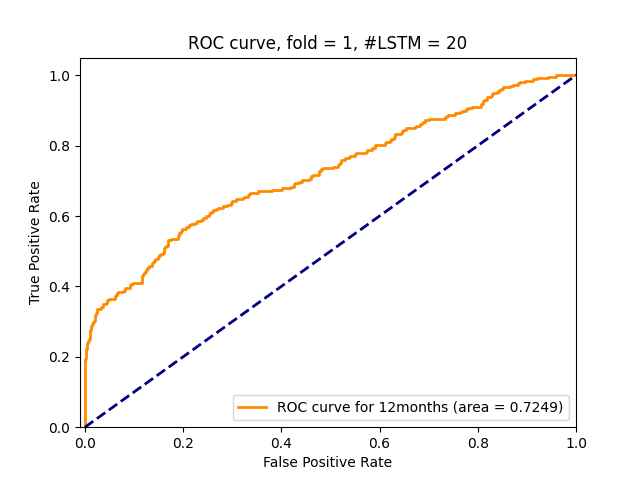 ROC curve, fold = 1, #LSTM = 20
True Positive Rate
1.0
0.8
0.6
0.4
0.2
0.0
ROC curve for 12months (area = 0.7249)
0.0 0.2 0.4 0.6 0.8 1.0
False Positive Rate